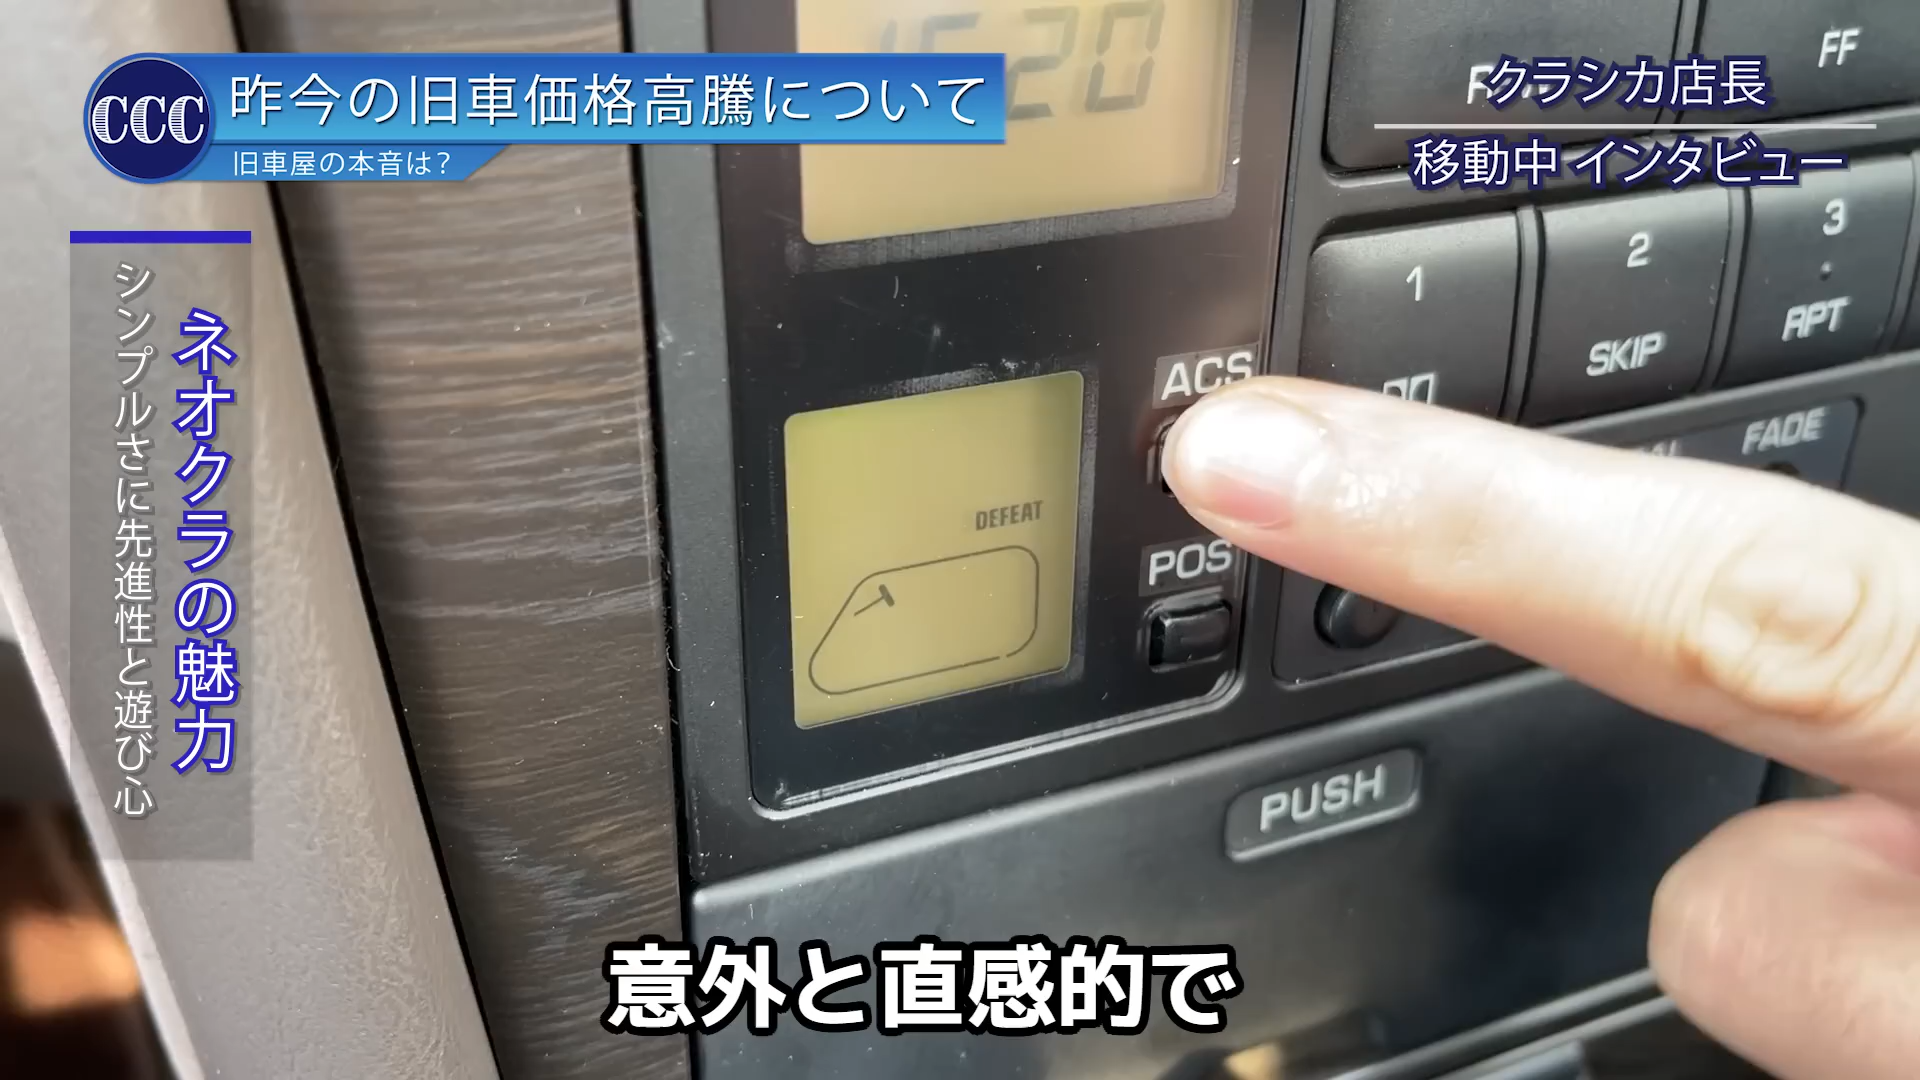 CCC
昨今の旧車価格高騰について
旧車屋の本音は？
クラシカ店長
移動中 インタビュー
ネオクラの魅力
シンプルさに先進性と遊び心
20
FF
1
2
3
SKIP
RPT
ACS
FADE
DEFEAT
POS
PUSH
意外と直感的で